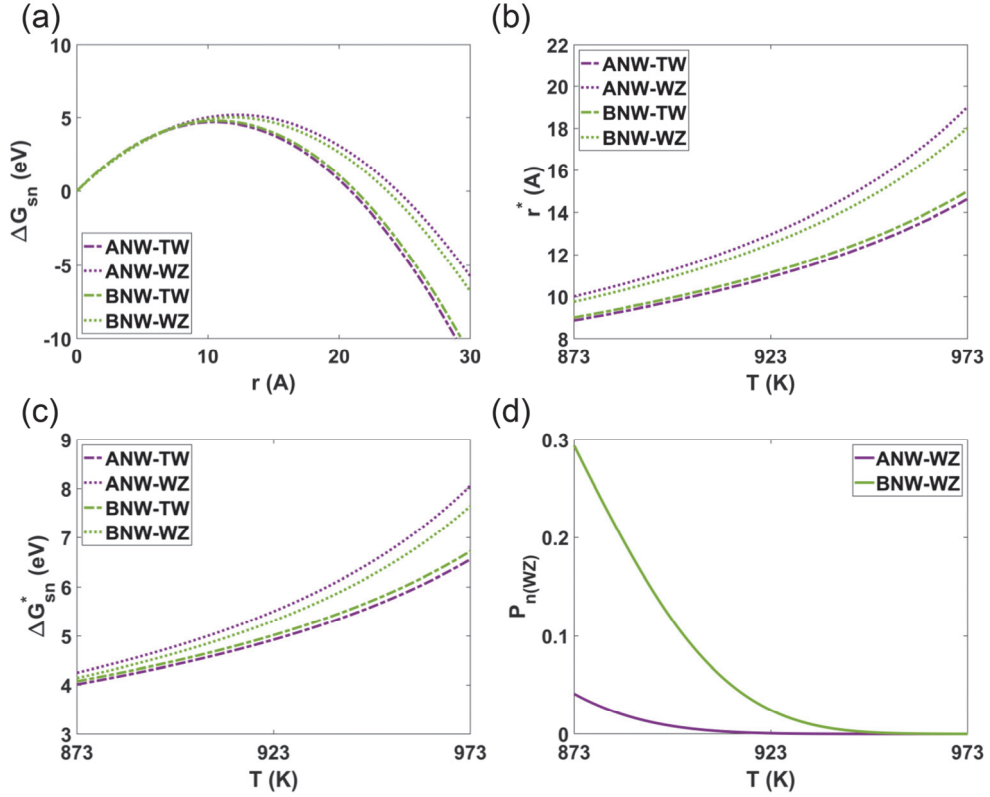 (a)
10
5
0
-5
-10
ΔG_sn (eV)
ANW-TW
ANW-WZ
BNW-TW
BNW-WZ
0
10
20
30
r (A)
(b)
22
20
18
16
14
12
10
8
r* (A)
ANW-TW
ANW-WZ
BNW-TW
BNW-WZ
873
923
973
T (K)
(c)
9
8
7
6
5
4
3
ΔG*_sn (eV)
ANW-TW
ANW-WZ
BNW-TW
BNW-WZ
873
923
973
T (K)
(d)
0.3
0.2
0.1
0
P_n(WZ)
ANW-WZ
BNW-WZ
873
923
973
T (K)